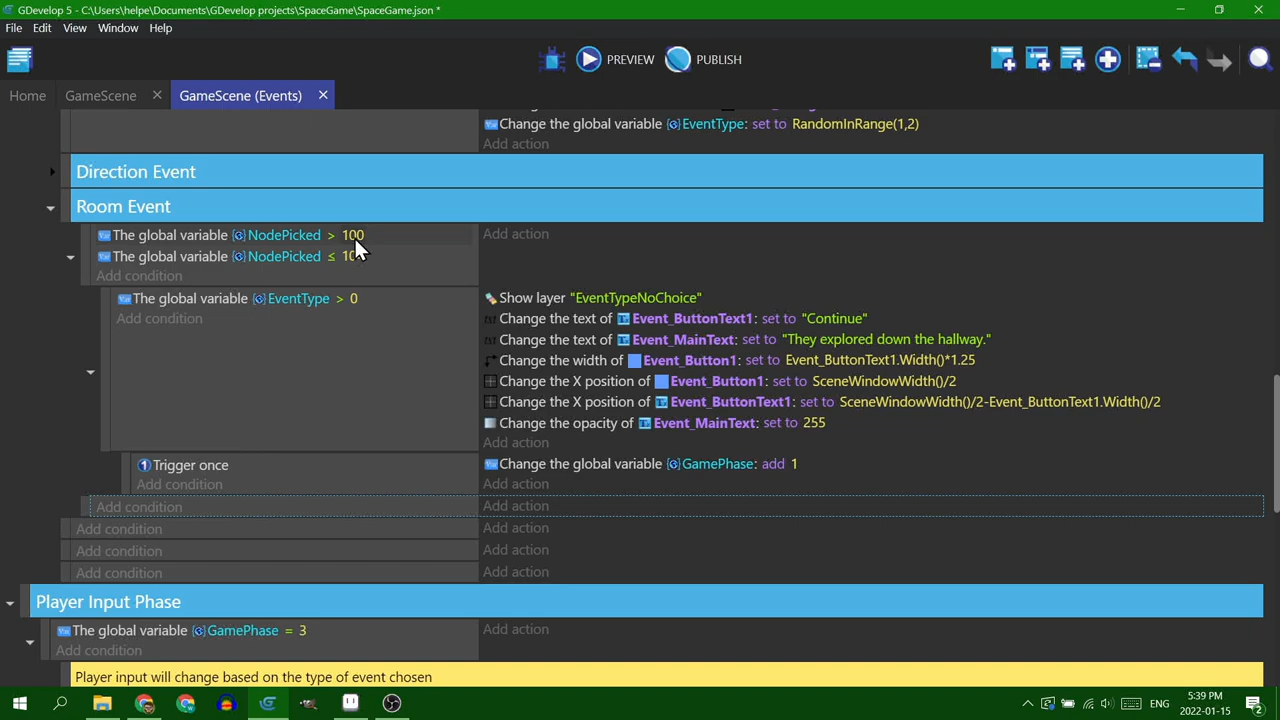 GDevelop 5 - C:\Users\helpe\Documents\GDevelop projects\SpaceGame\SpaceGame.json *
File Edit View Window Help
PREVIEW PUBLISH
Home GameScene GameScene (Events)
Change the global variable EventType: set to RandomInRange(1,2)
Add action
Direction Event
Room Event
The global variable NodePicked > 100 Add action
The global variable NodePicked ≤
Add condition
The global variable EventType > 0 Show layer "EventTypeNoChoice"
Add condition Change the text of Event_ButtonText1: set to "Continue"
Change the text of Event_MainText: set to "They explored down the hallway."
Change the width of Event_Button1: set to Event_ButtonText1.Width()*1.25
Change the X position of Event_Button1: set to SceneWindowWidth()/2
Change the X position of Event_ButtonText1: set to SceneWindowWidth()/2-Event_ButtonText1.Width()/2
Change the opacity of Event_MainText: set to 255
Add action
Trigger once Change the global variable GamePhase: add 1
Add condition Add action
Add condition Add action
Add condition Add action
Add condition Add action
Add condition Add action
Player Input Phase
The global variable GamePhase = 3 Add action
Add condition
Player input will change based on the type of event chosen
ENG 5:39 PM
2022-01-15 2